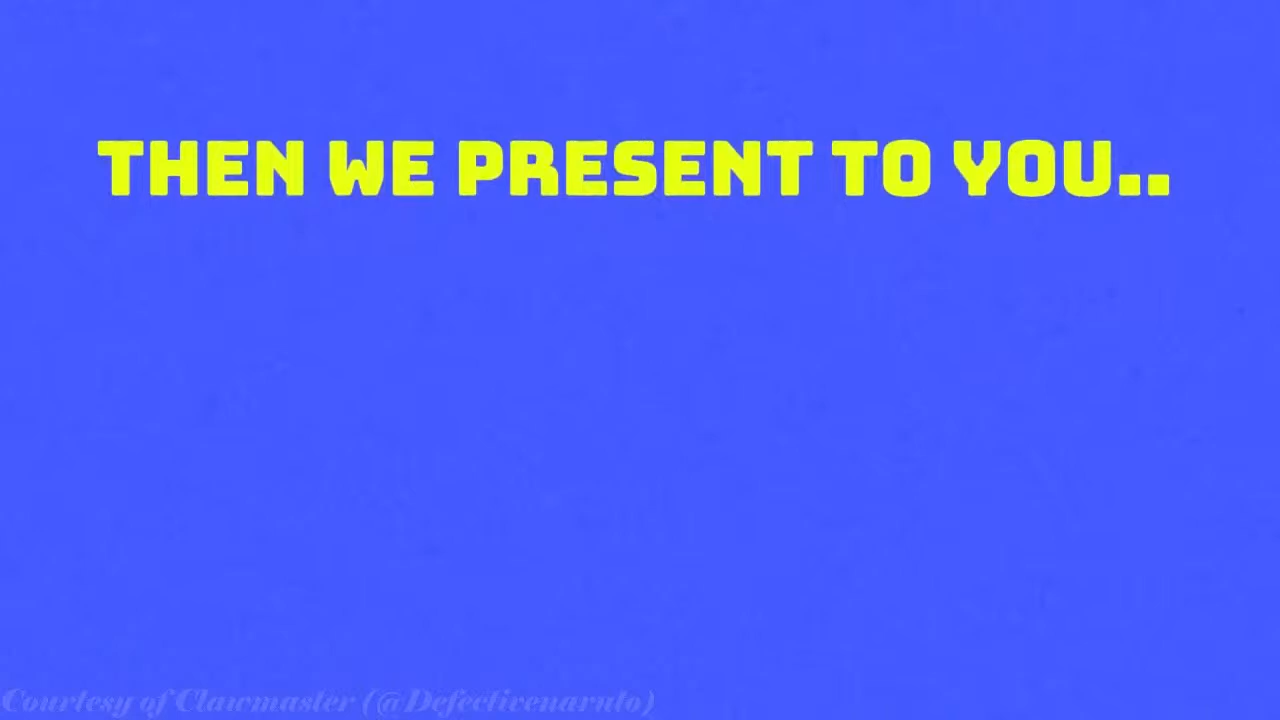 THEN WE PRESENT TO YOU..
Courtesy of Clawmaster (@Defectivenaruto)